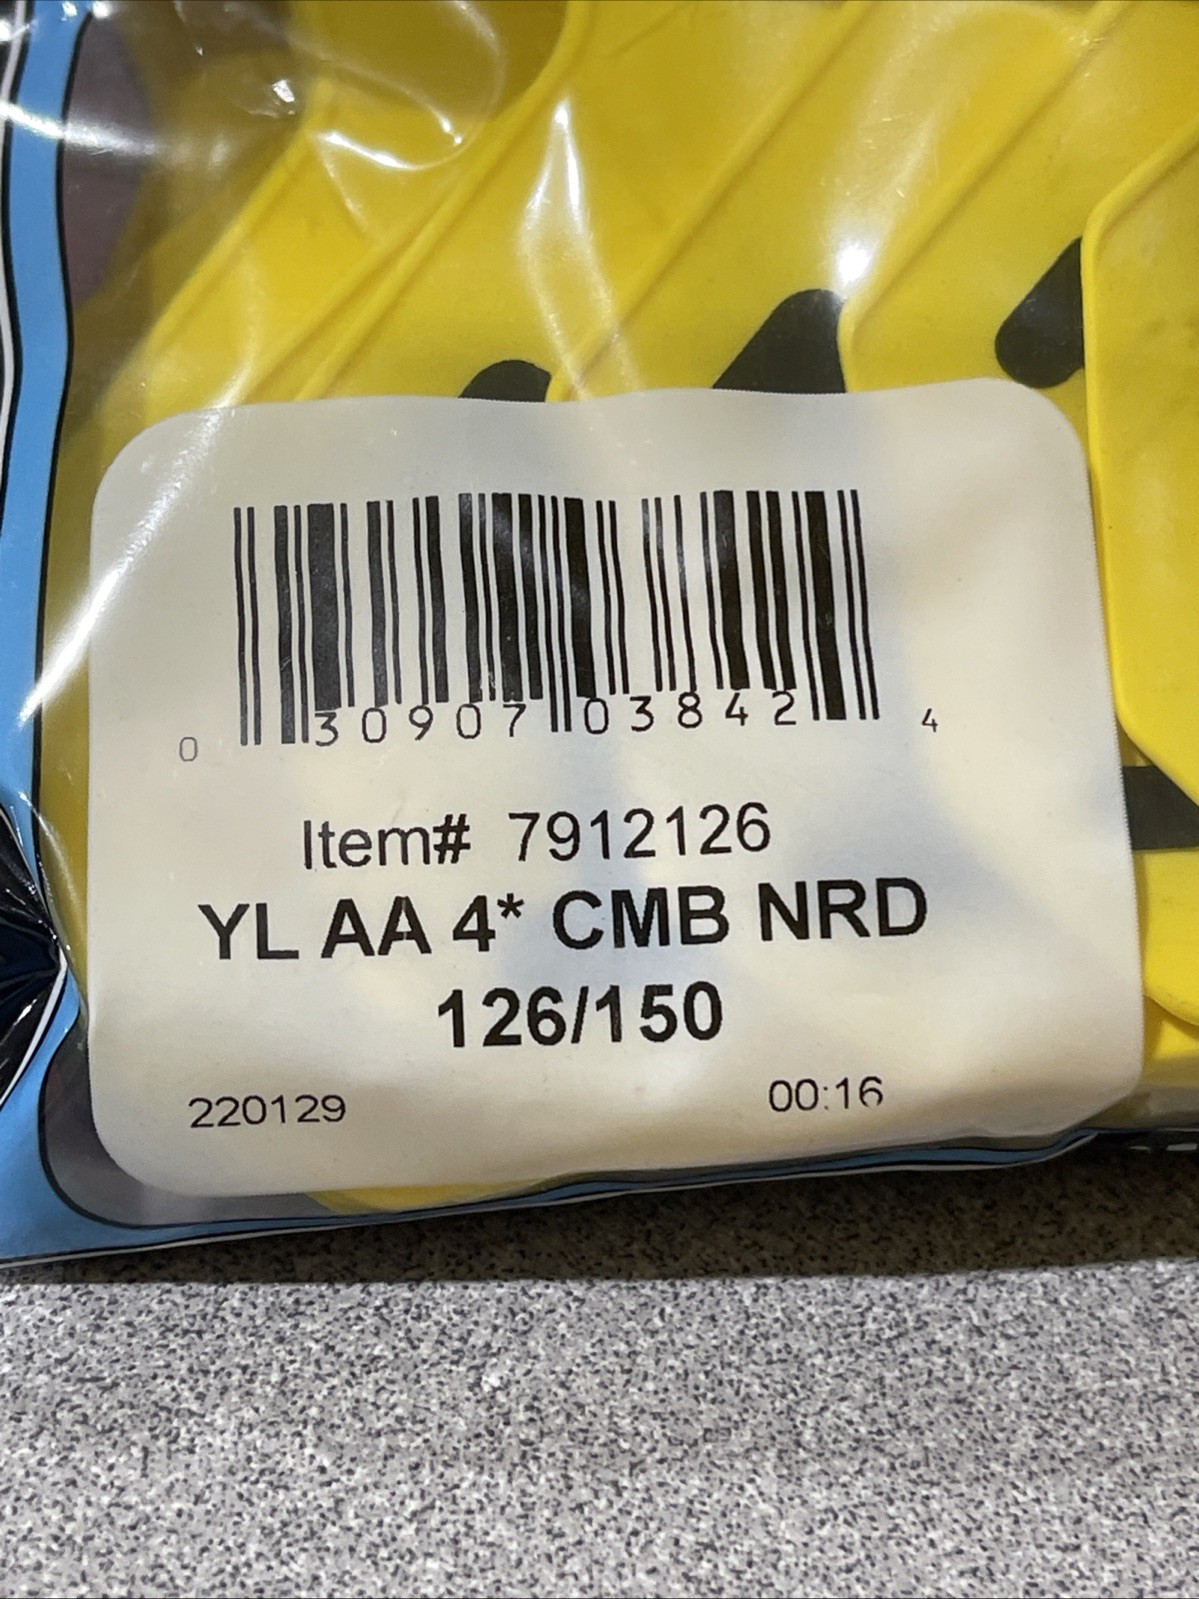 0 30907 03842 4
Item# 7912126
YL AA 4* CMB NRD
126/150
220129 00:16